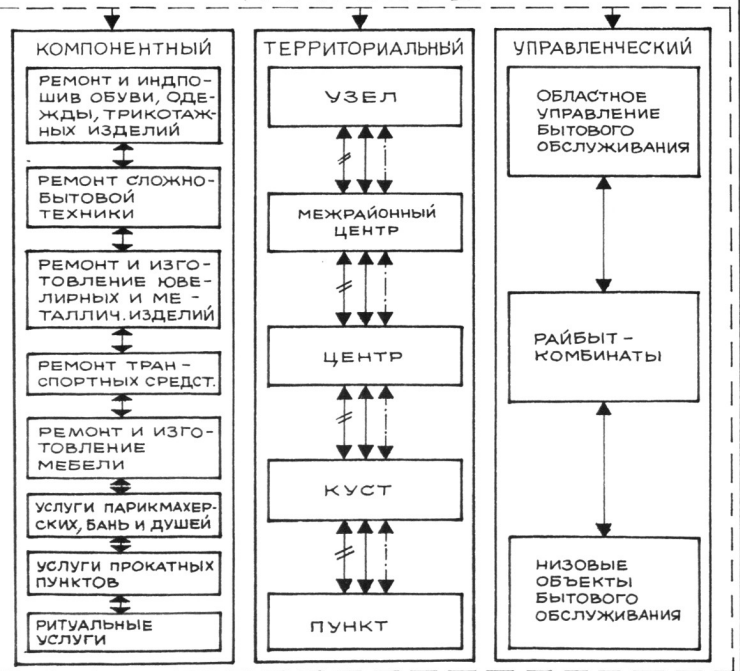 КОМПОНЕНТНЫЙ
РЕМОНТ И ИНДПО-
ШИВ ОБУВИ, ОДЕ-
ЖДЫ, ТРИКОТАЖ-
НЫХ ИЗДЕЛИЙ
РЕМОНТ СЛОЖНО-
БЫТОВОЙ
ТЕХНИКИ
РЕМОНТ И ИЗГО-
ТОВЛЕНИЕ ЮВЕ-
ЛИРНЫХ И МЕ-
ТАЛЛИЧ. ИЗДЕЛИЙ
РЕМОНТ ТРАН-
СПОРТНЫХ СРЕДСТ.
РЕМОНТ И ИЗГО-
ТОВЛЕНИЕ
МЕБЕЛИ
УСЛУГИ ПАРИКМАХЕР-
СКИХ, БАНЬ И ДУШЕЙ
УСЛУГИ ПРОКАТНЫХ
ПУНКТОВ
РИТУАЛЬНЫЕ
УСЛУГИ
ТЕРРИТОРИАЛЬНЫЙ
УЗЕЛ
МЕЖРАЙОННЫЙ
ЦЕНТР
ЦЕНТР
КУСТ
ПУНКТ
УПРАВЛЕНЧЕСКИЙ
ОБЛАСТНОЕ
УПРАВЛЕНИЕ
БЫТОВОГО
ОБСЛУЖИВАНИЯ
РАЙБЫТ-
КОМБИНАТЫ
НИЗОВЫЕ
ОБЪЕКТЫ
БЫТОВОГО
ОБСЛУЖИВАНИЯ